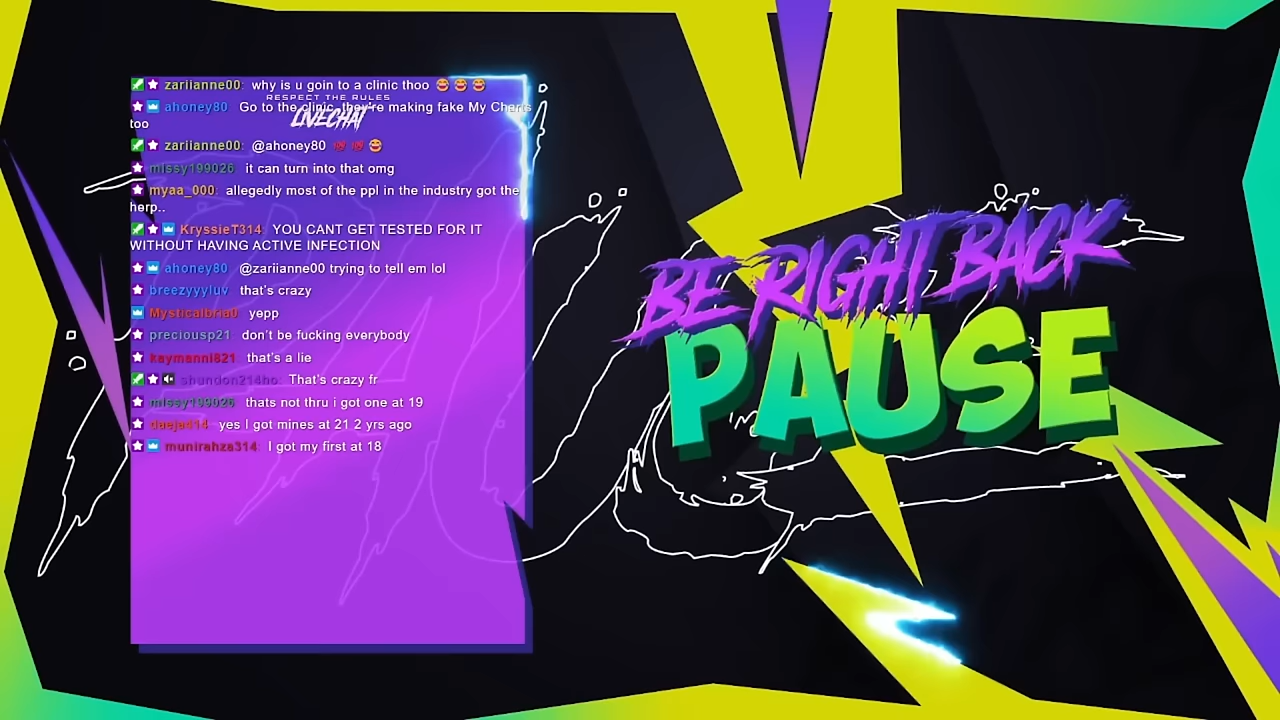 zariianne00: why is u goin to a clinic thoo 😂 😂 😂
RESPECT THE RULES
ahoney80 Go to the clinic, they're making fake My Charts
LIVECHAT
too
zariianne00: @ahoney80 💯 💯 😂
missy199026 it can turn into that omg
myaa_000: allegedly most of the ppl in the industry got the
herp..
KryssieT314 YOU CANT GET TESTED FOR IT
WITHOUT HAVING ACTIVE INFECTION
ahoney80 @zariianne00 trying to tell em lol
breezyyyluv that's crazy
Mysticalbria0 yepp
preciousp21 don't be fucking everybody
kaymanni821 that's a lie
shundon214ho: That's crazy fr
missy199026 thats not thru i got one at 19
daeja414 yes I got mines at 21 2 yrs ago
munirahza314: I got my first at 18
BE RIGHT BACK
PAUSE